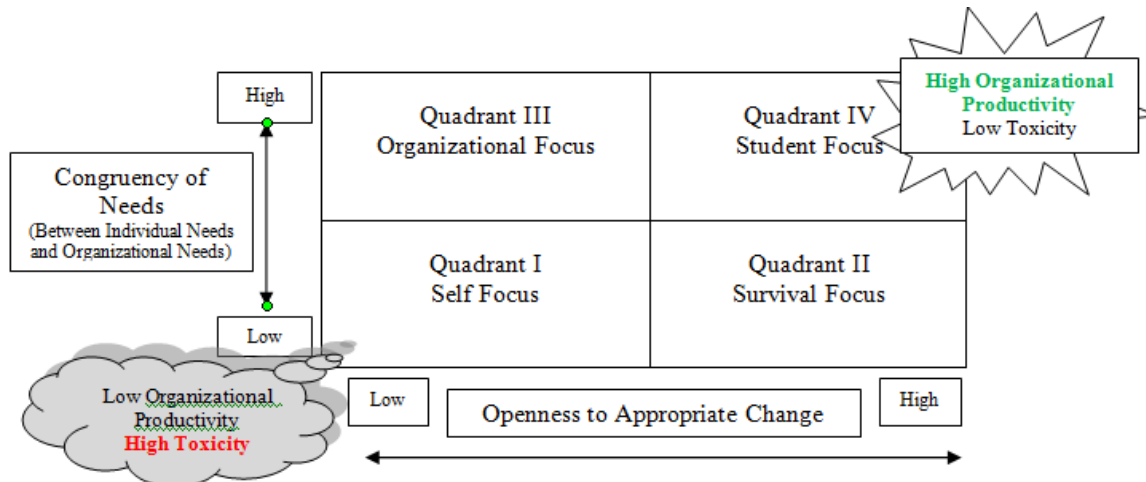 High
Quadrant III
Organizational Focus
Quadrant IV
Student Focus
High Organizational
Productivity
Low Toxicity
Congruency of
Needs
(Between Individual Needs
and Organizational Needs)
Quadrant I
Self Focus
Quadrant II
Survival Focus
Low
Low Organizational
Productivity
High Toxicity
Low
Openness to Appropriate Change
High